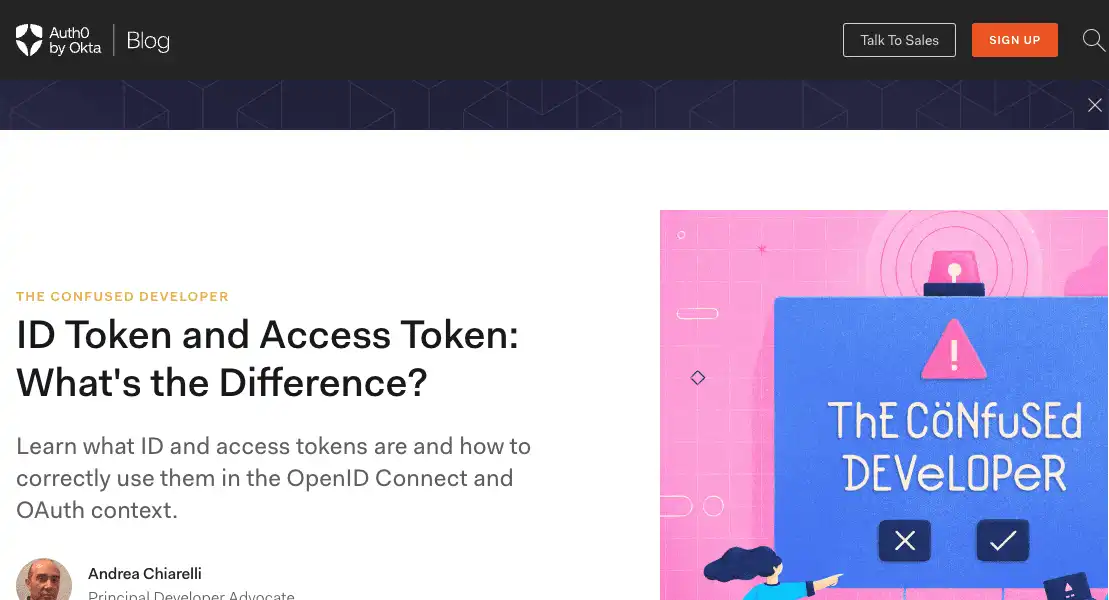 Auth0
by Okta
Blog
Talk To Sales
SIGN UP
THE CONFUSED DEVELOPER
ID Token and Access Token:
What's the Difference?
Learn what ID and access tokens are and how to
correctly use them in the OpenID Connect and
OAuth context.
Andrea Chiarelli
Principal Developer Advocate
!
ThE CöNfuSEd
DEVeLOPeR